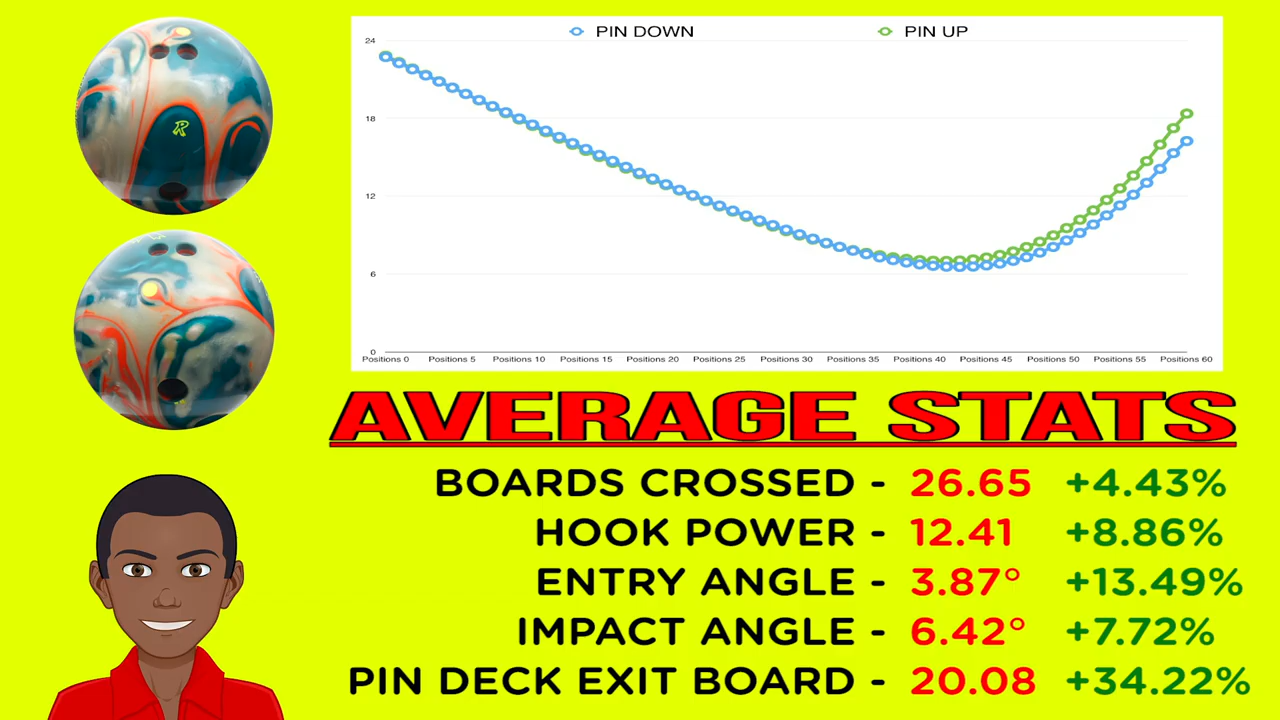 PIN DOWN PIN UP
24
18
12
6
0
Positions 0 Positions 5 Positions 10 Positions 15 Positions 20 Positions 25 Positions 30 Positions 35 Positions 40 Positions 45 Positions 50 Positions 55 Positions 60
R
AVERAGE STATS
BOARDS CROSSED - 26.65 +4.43%
HOOK POWER - 12.41 +8.86%
ENTRY ANGLE - 3.87° +13.49%
IMPACT ANGLE - 6.42° +7.72%
PIN DECK EXIT BOARD - 20.08 +34.22%